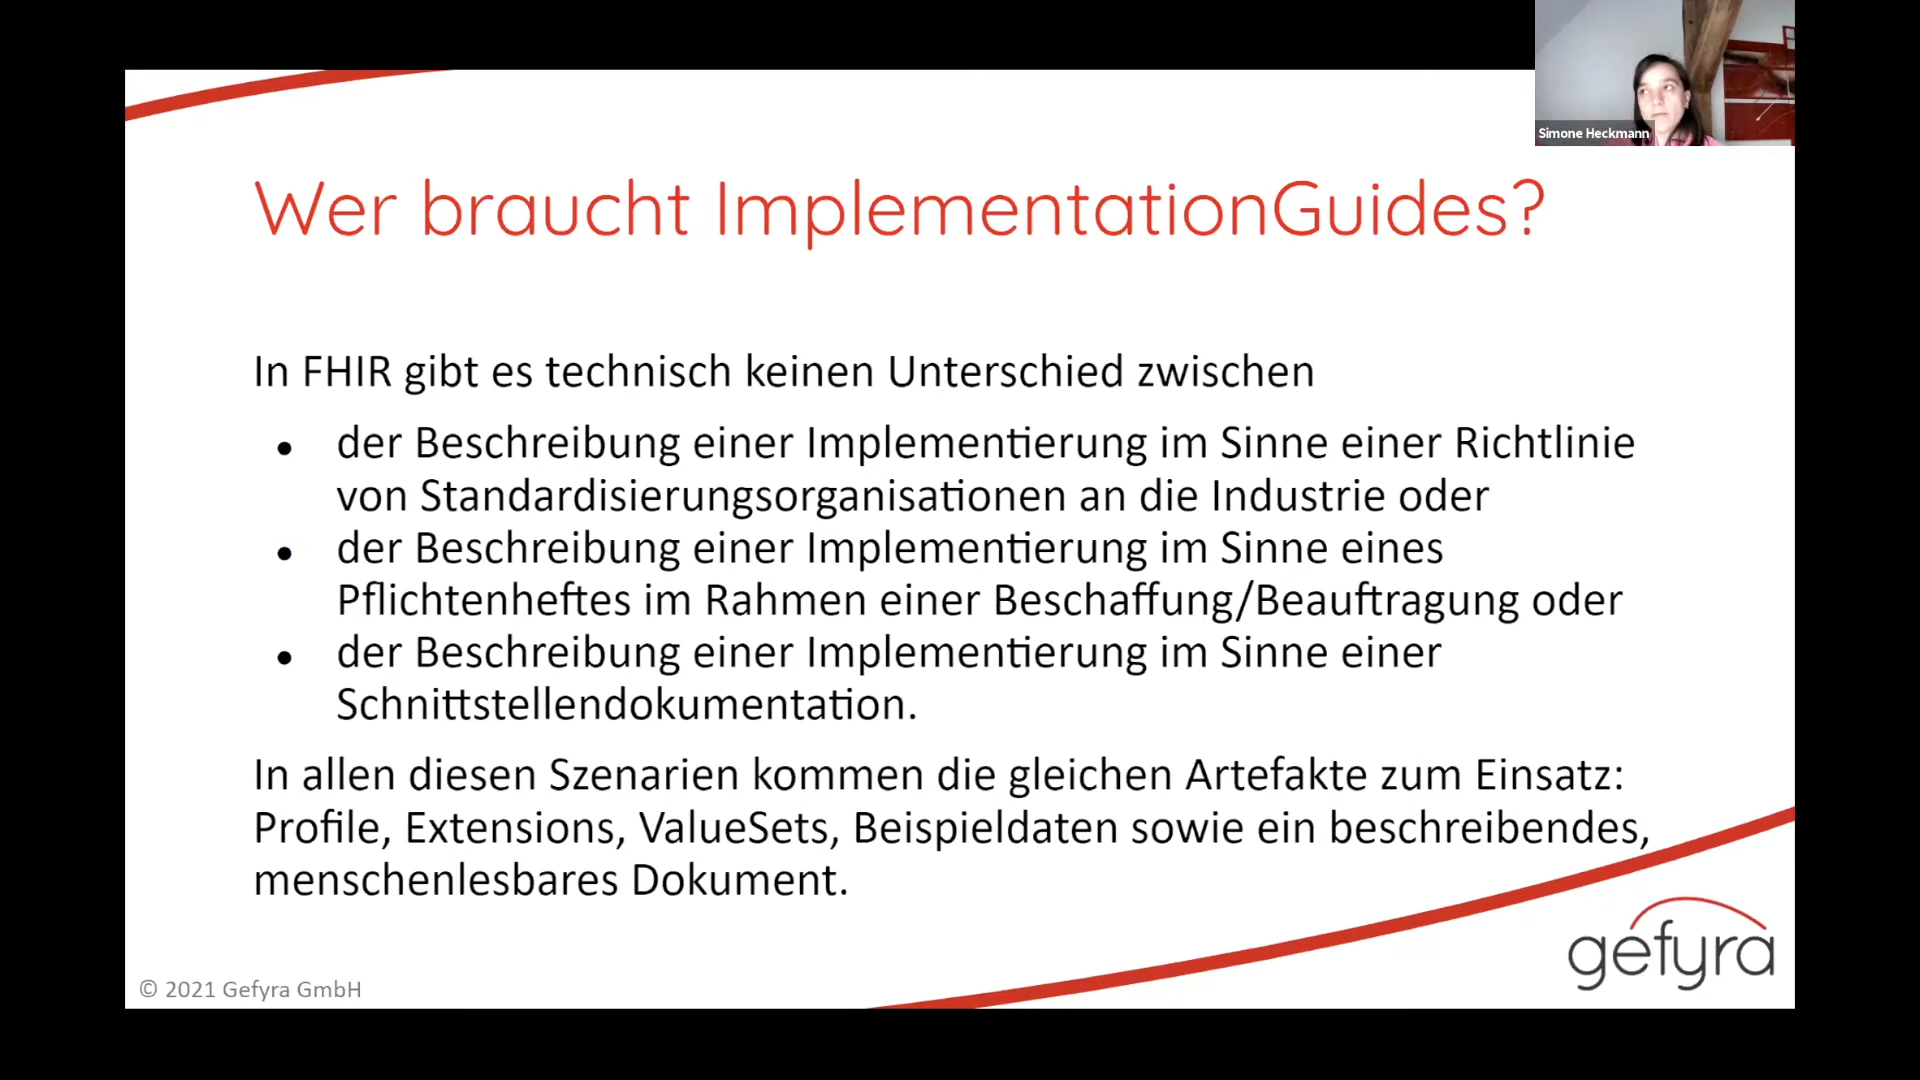 Simone Heckmann
Wer braucht ImplementationGuides?
In FHIR gibt es technisch keinen Unterschied zwischen
• der Beschreibung einer Implementierung im Sinne einer Richtlinie
von Standardisierungsorganisationen an die Industrie oder
• der Beschreibung einer Implementierung im Sinne eines
Pflichtenheftes im Rahmen einer Beschaffung/Beauftragung oder
• der Beschreibung einer Implementierung im Sinne einer
Schnittstellendokumentation.
In allen diesen Szenarien kommen die gleichen Artefakte zum Einsatz:
Profile, Extensions, ValueSets, Beispieldaten sowie ein beschreibendes,
menschenlesbares Dokument.
gefyra
© 2021 Gefyra GmbH